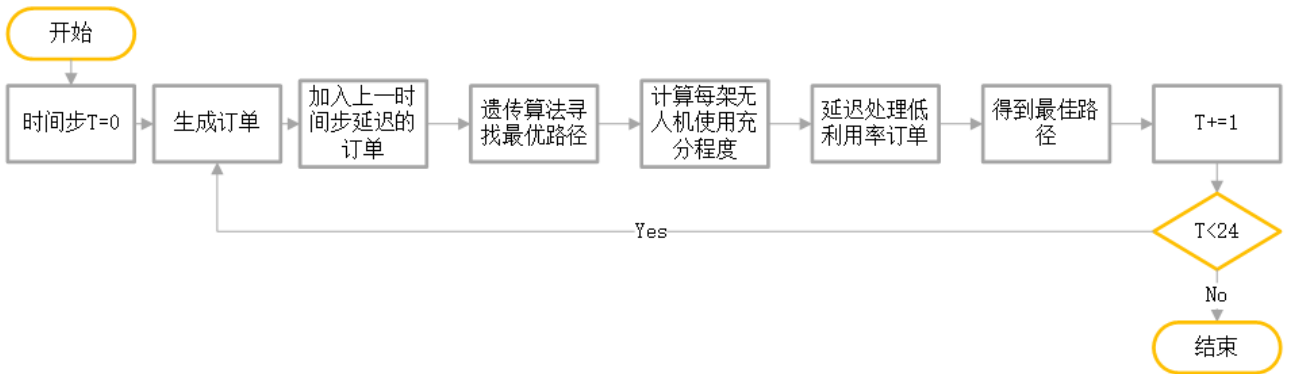 开始
时间步T=0
生成订单
加入上一时
间步延迟的
订单
遗传算法寻
找最优路径
计算每架无
人机使用充
分程度
延迟处理低
利用率订单
得到最佳路
径
T+=1
T<24
Yes
No
结束